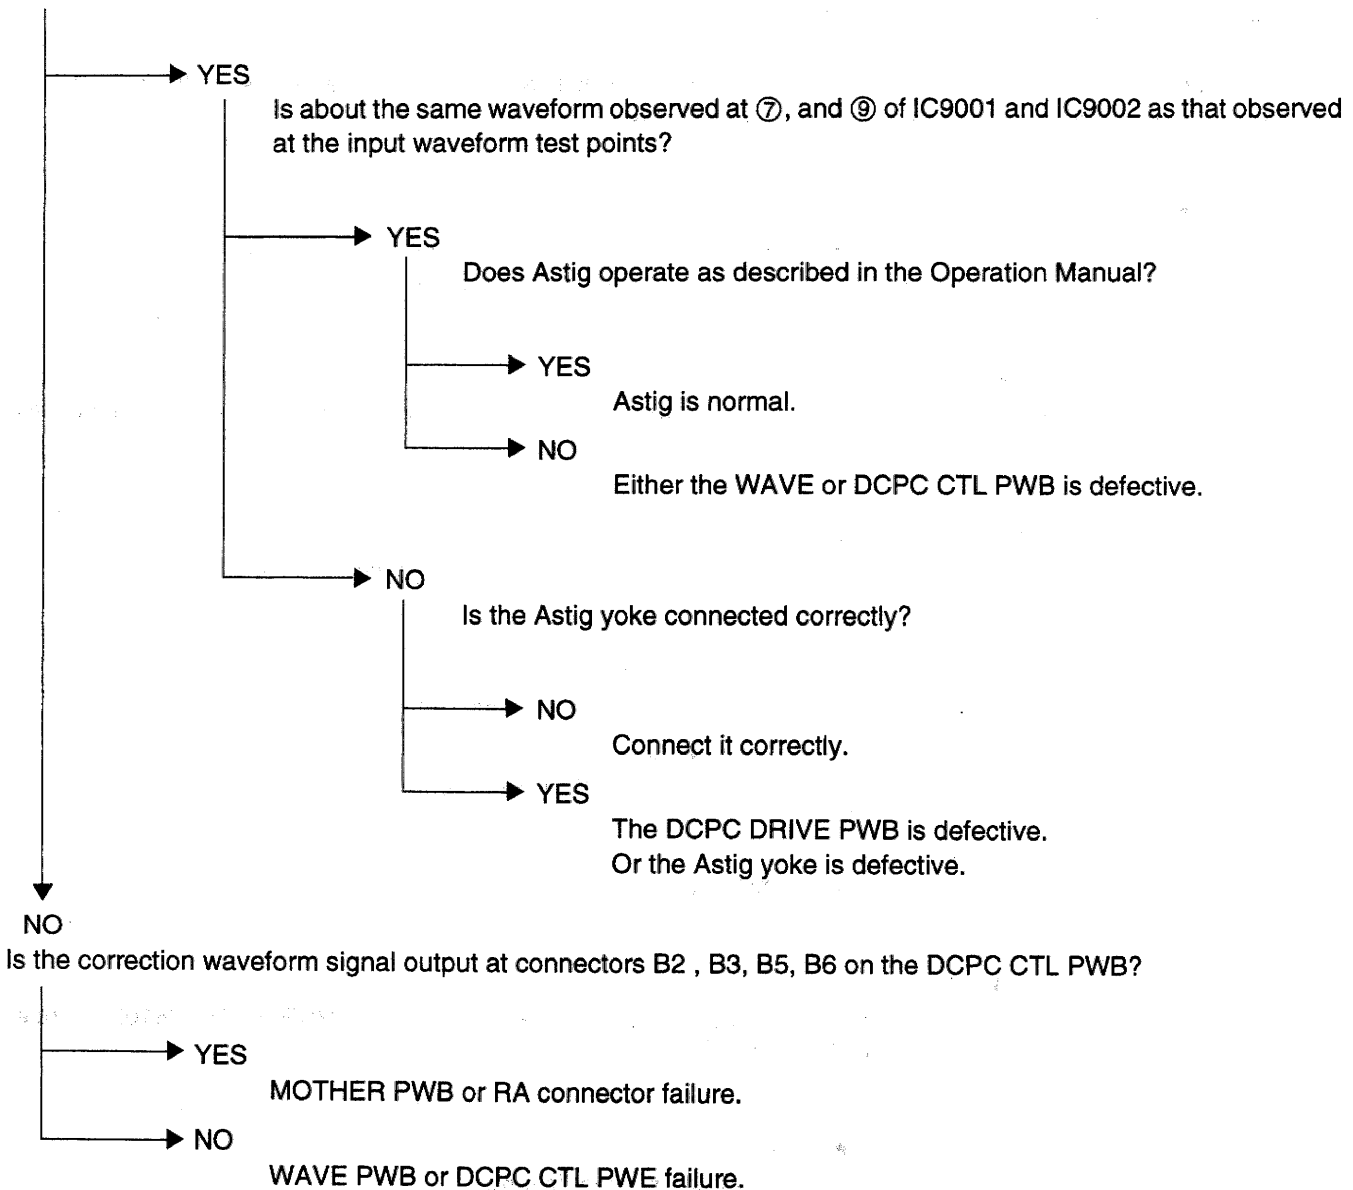 YES
Is about the same waveform observed at ⑦, and ⑨ of IC9001 and IC9002 as that observed
at the input waveform test points?
YES
Does Astig operate as described in the Operation Manual?
YES
Astig is normal.
NO
Either the WAVE or DCPC CTL PWB is defective.
NO
Is the Astig yoke connected correctly?
NO
Connect it correctly.
YES
The DCPC DRIVE PWB is defective.
Or the Astig yoke is defective.
NO
Is the correction waveform signal output at connectors B2 , B3, B5, B6 on the DCPC CTL PWB?
YES
MOTHER PWB or RA connector failure.
NO
WAVE PWB or DCPC CTL PWE failure.